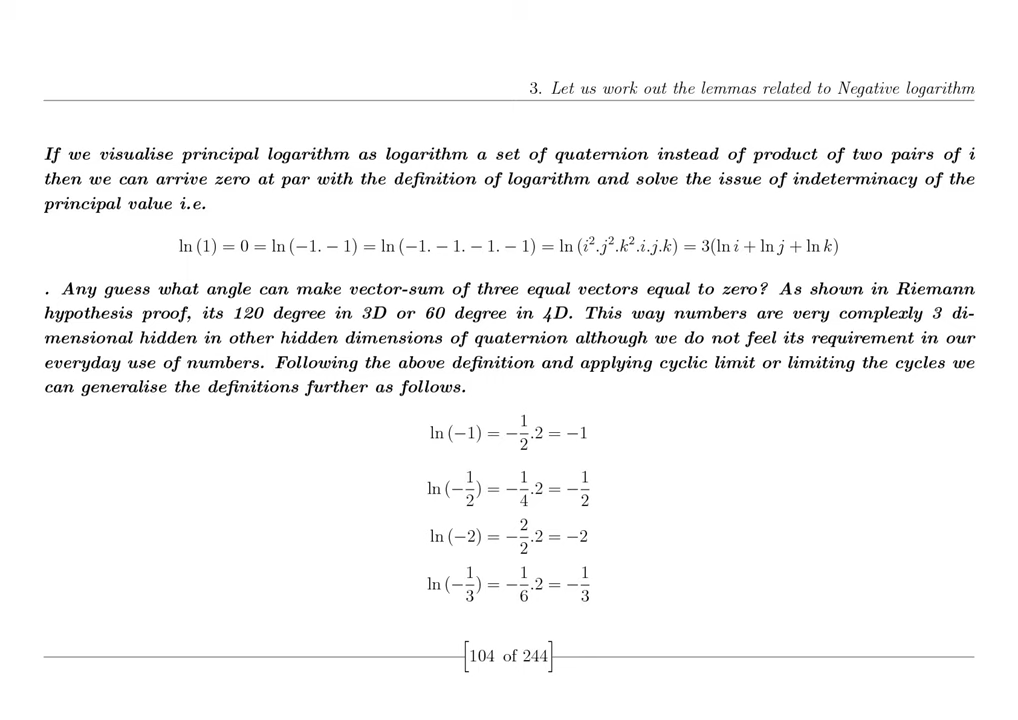 3. Let us work out the lemmas related to Negative logarithm
If we visualise principal logarithm as logarithm a set of quaternion instead of product of two pairs of i
then we can arrive zero at par with the definition of logarithm and solve the issue of indeterminacy of the
principal value i.e.
ln (1) = 0 = ln (−1. − 1) = ln (−1. − 1. − 1. − 1) = ln (i².j².k².i.j.k) = 3(ln i + ln j + ln k)
. Any guess what angle can make vector-sum of three equal vectors equal to zero? As shown in Riemann
hypothesis proof, its 120 degree in 3D or 60 degree in 4D. This way numbers are very complexly 3 di-
mensional hidden in other hidden dimensions of quaternion although we do not feel its requirement in our
everyday use of numbers. Following the above definition and applying cyclic limit or limiting the cycles we
can generalise the definitions further as follows.
ln (−1) = −1/2.2 = −1
ln (−1/2) = −1/4.2 = −1/2
ln (−2) = −2/2.2 = −2
ln (−1/3) = −1/6.2 = −1/3
[104 of 244]